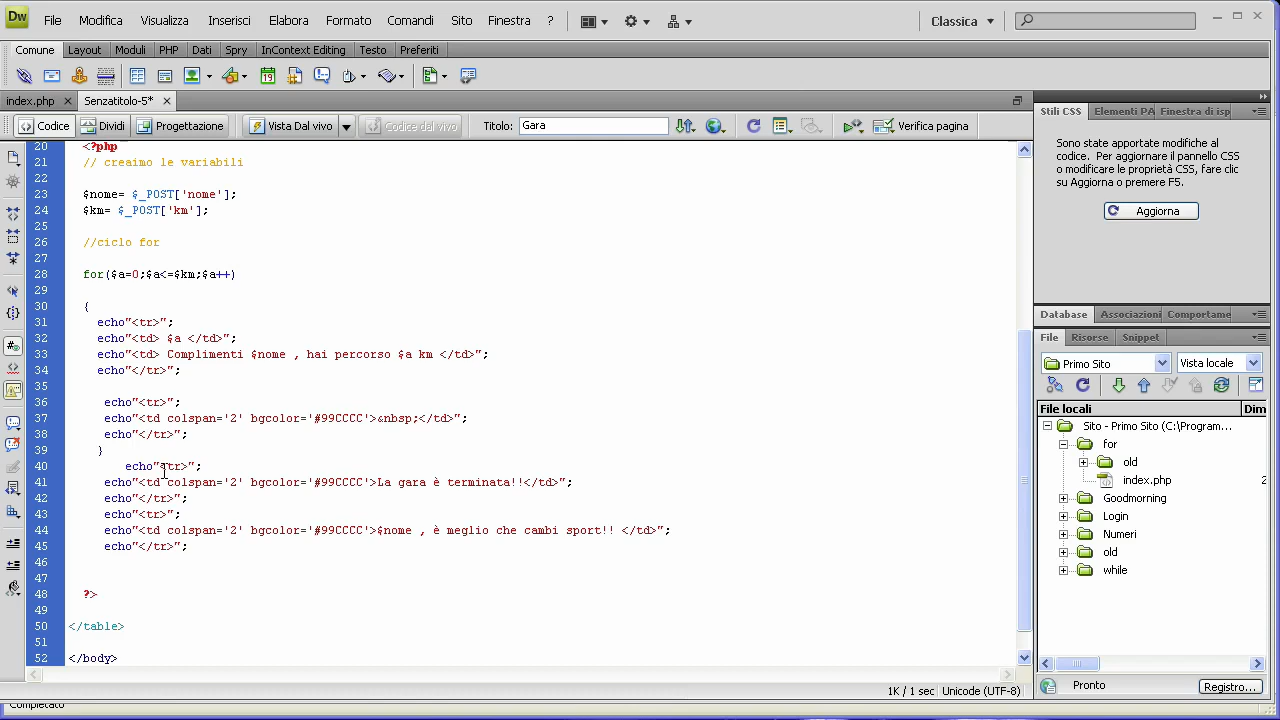 Dw File Modifica Visualizza Inserisci Elabora Formato Comandi Sito Finestra ? Classica
Comune Layout Moduli PHP Dati Spry InContext Editing Testo Preferiti
index.php Senzatitolo-5*
Codice Dividi Progettazione Vista Dal vivo Codice dal vivo Titolo: Gara Verifica pagina
20 <?php
21 // creaimo le variabili
22
23 $nome= $_POST['nome'];
24 $km= $_POST['km'];
25
26 //ciclo for
27
28 for($a=0;$a<=$km;$a++)
29
30 {
31 echo"<tr>";
32 echo"<td> $a </td>";
33 echo"<td> Complimenti $nome , hai percorso $a km </td>";
34 echo"</tr>";
35
36 echo"<tr>";
37 echo"<td colspan='2' bgcolor='#99CCCC'>&nbsp;</td>";
38 echo"</tr>";
39 }
40 echo"<tr>";
41 echo"<td colspan='2' bgcolor='#99CCCC'>La gara è terminata!!</td>";
42 echo"</tr>";
43 echo"<tr>";
44 echo"<td colspan='2' bgcolor='#99CCCC'>$nome , è meglio che cambi sport!! </td>";
45 echo"</tr>";
46
47
48 ?>
49
50 </table>
51
52 </body>
1K / 1 sec Unicode (UTF-8)
Completato
Stili CSS Elementi PA Finestra di isp
Sono state apportate modifiche al
codice. Per aggiornare il pannello CSS
o modificare le proprietà CSS, fare clic
su Aggiorna o premere F5.
Aggiorna
Database Associazioni Comportame
File Risorse Snippet
Primo Sito Vista locale
File locali Dim
Sito - Primo Sito (C:\Program...
for
old
index.php 2
Goodmorning
Login
Numeri
old
while
Pronto Registro...